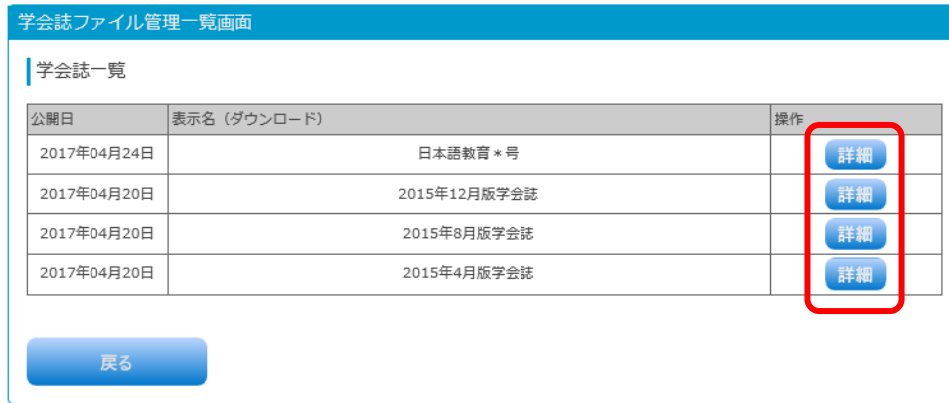 学会誌ファイル管理一覧画面
学会誌一覧
公開日 表示名（ダウンロード） 操作
2017年04月24日 日本語教育＊号 詳細
2017年04月20日 2015年12月版学会誌 詳細
2017年04月20日 2015年8月版学会誌 詳細
2017年04月20日 2015年4月版学会誌 詳細
戻る